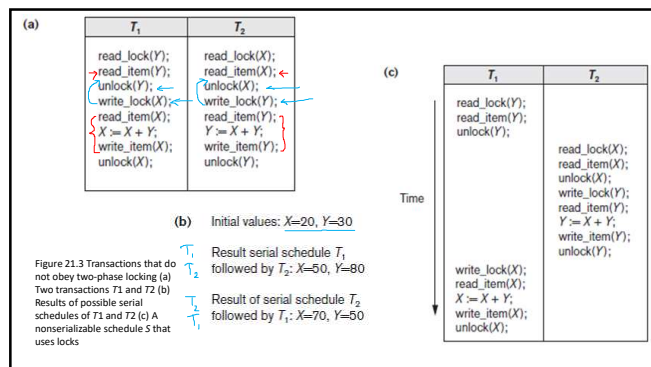 (a)
T1 T2
read_lock(Y); read_lock(X);
read_item(Y); read_item(X);
unlock(Y); unlock(X);
write_lock(X); write_lock(Y);
read_item(X); read_item(Y);
X := X + Y; Y := X + Y;
write_item(X); write_item(Y);
unlock(X); unlock(Y);
(b) Initial values: X=20, Y=30
T1 Result serial schedule T1
T2 followed by T2: X=50, Y=80
T2 Result of serial schedule T2
T1 followed by T1: X=70, Y=50
Figure 21.3 Transactions that do
not obey two-phase locking (a)
Two transactions T1 and T2 (b)
Results of possible serial
schedules of T1 and T2 (c) A
nonserializable schedule S that
uses locks
(c)
T1 T2
Time
read_lock(Y);
read_item(Y);
unlock(Y);
read_lock(X);
read_item(X);
unlock(X);
write_lock(Y);
read_item(Y);
Y := X + Y;
write_item(Y);
unlock(Y);
write_lock(X);
read_item(X);
X := X + Y;
write_item(X);
unlock(X);